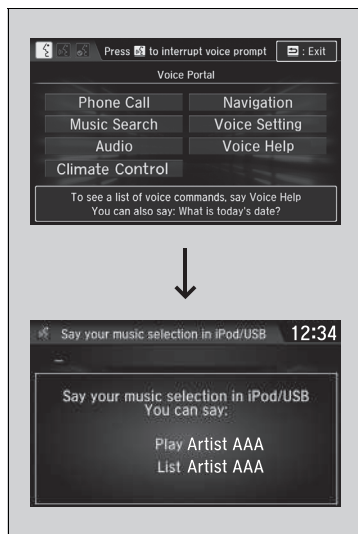 Press to interrupt voice prompt : Exit
Voice Portal
Phone Call Navigation
Music Search Voice Setting
Audio Voice Help
Climate Control
To see a list of voice commands, say Voice Help
You can also say: What is today's date?
Say your music selection in iPod/USB 12:34
Say your music selection in iPod/USB
You can say:
Play Artist AAA
List Artist AAA